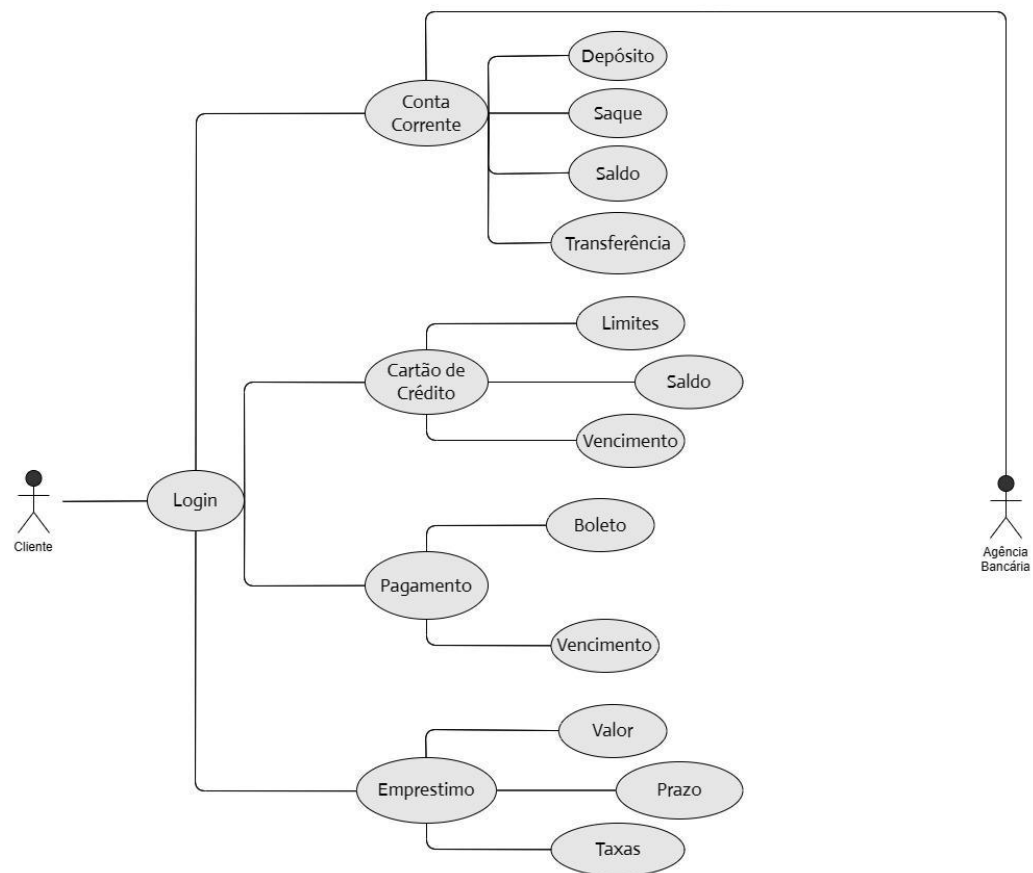 Depósito
Conta
Corrente
Saque
Saldo
Transferência
Limites
Cartão de
Crédito
Saldo
Vencimento
Login
Cliente
Boleto
Pagamento
Vencimento
Agência
Bancária
Valor
Emprestimo
Prazo
Taxas